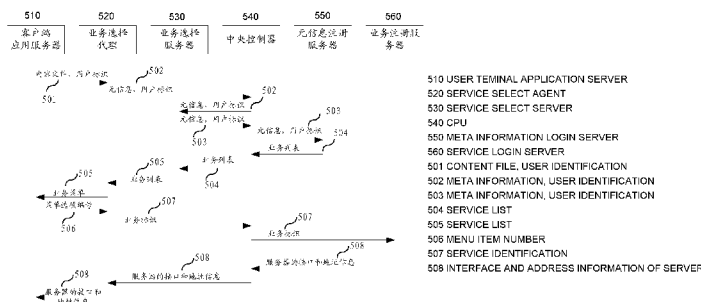 510
520
530
540
550
560
客户端
应用服务器
业务选择
代理
业务选择
服务器
中央控制器
元信息注册
服务器
业务注册服
务器
内容文件、用户标识
501
502
元信息、用户标识
502
元信息、用户标识
元信息、用户标识
503
503
元信息、用户标识
504
业务列表
业务列表
504
505
业务列表
505
业务菜单
菜单选项编号
506
507
业务标识
507
业务标识
508
服务器的接口和地址信息
508
服务器的接口和地址信息
508
服务器的接口和
地址信息
510 USER TEMINAL APPLICATION SERVER
520 SERVICE SELECT AGENT
530 SERVICE SELECT SERVER
540 CPU
550 META INFORMATION LOGIN SERVER
560 SERVICE LOGIN SERVER
501 CONTENT FILE, USER IDENTIFICATION
502 META INFORMATION, USER IDENTIFICATION
503 META INFORMATION, USER IDENTIFICATION
504 SERVICE LIST
505 SERVICE LIST
506 MENU ITEM NUMBER
507 SERVICE IDENTIFICATION
508 INTERFACE AND ADDRESS INFORMATION OF SERVER